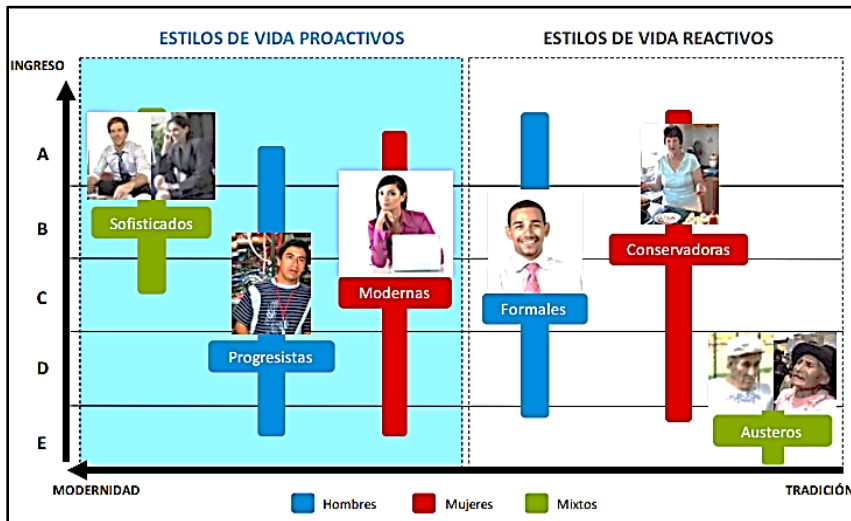 ESTILOS DE VIDA PROACTIVOS
ESTILOS DE VIDA REACTIVOS
INGRESO
A
B
C
D
E
Sofisticados
Progresistas
Modernas
Formales
Conservadoras
Austeros
MODERNIDAD
TRADICIÓN
Hombres
Mujeres
Mixtos